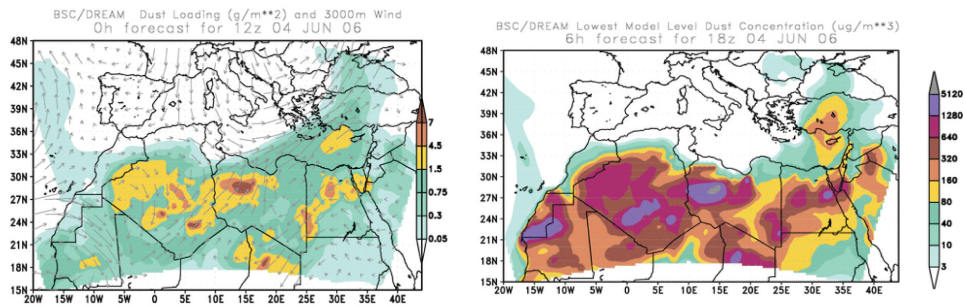 BSC/DREAM Dust Loading (g/m**2) and 3000m Wind
0h forecast for 12z 04 JUN 06
48N
45N
42N
39N
36N
33N
30N
27N
24N
21N
18N
15N
20W 15W 10W 5W 0 5E 10E 15E 20E 25E 30E 35E 40E
7
4.5
1.5
0.75
0.3
0.05
BSC/DREAM Lowest Model Level Dust Concentration (ug/m**3)
6h forecast for 18z 04 JUN 06
48N
45N
42N
39N
36N
33N
30N
27N
24N
21N
18N
15N
20W 15W 10W 5W 0 5E 10E 15E 20E 25E 30E 35E 40E
5120
1280
640
320
160
80
40
10
3